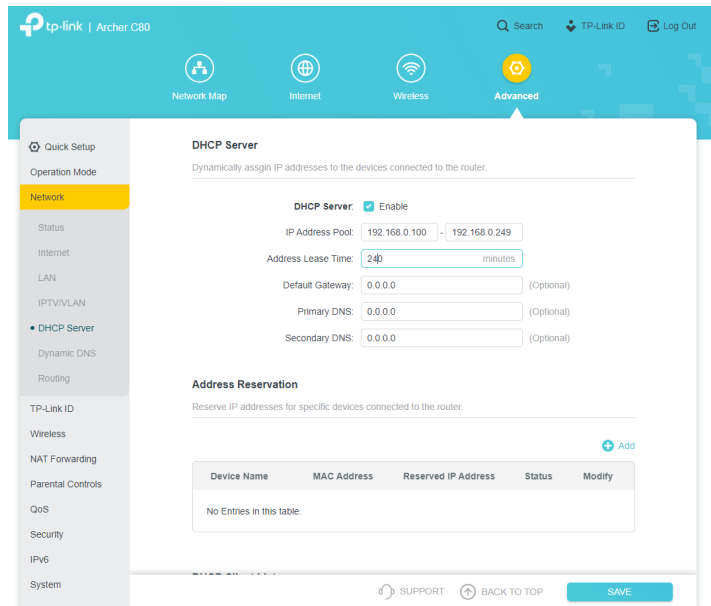 tp-link | Archer C80
Search TP-Link ID Log Out
Network Map Internet Wireless Advanced
Quick Setup
Operation Mode
Network
Status
Internet
LAN
IPTV/VLAN
DHCP Server
Dynamic DNS
Routing
TP-Link ID
Wireless
NAT Forwarding
Parental Controls
QoS
Security
IPv6
System
DHCP Server
Dynamically assgin IP addresses to the devices connected to the router.
DHCP Server: Enable
IP Address Pool: 192.168.0.100 - 192.168.0.249
Address Lease Time: 240 minutes
Default Gateway: 0.0.0.0 (Optional)
Primary DNS: 0.0.0.0 (Optional)
Secondary DNS: 0.0.0.0 (Optional)
Address Reservation
Reserve IP addresses for specific devices connected to the router.
Add
Device Name MAC Address Reserved IP Address Status Modify
No Entries in this table.
SUPPORT BACK TO TOP SAVE